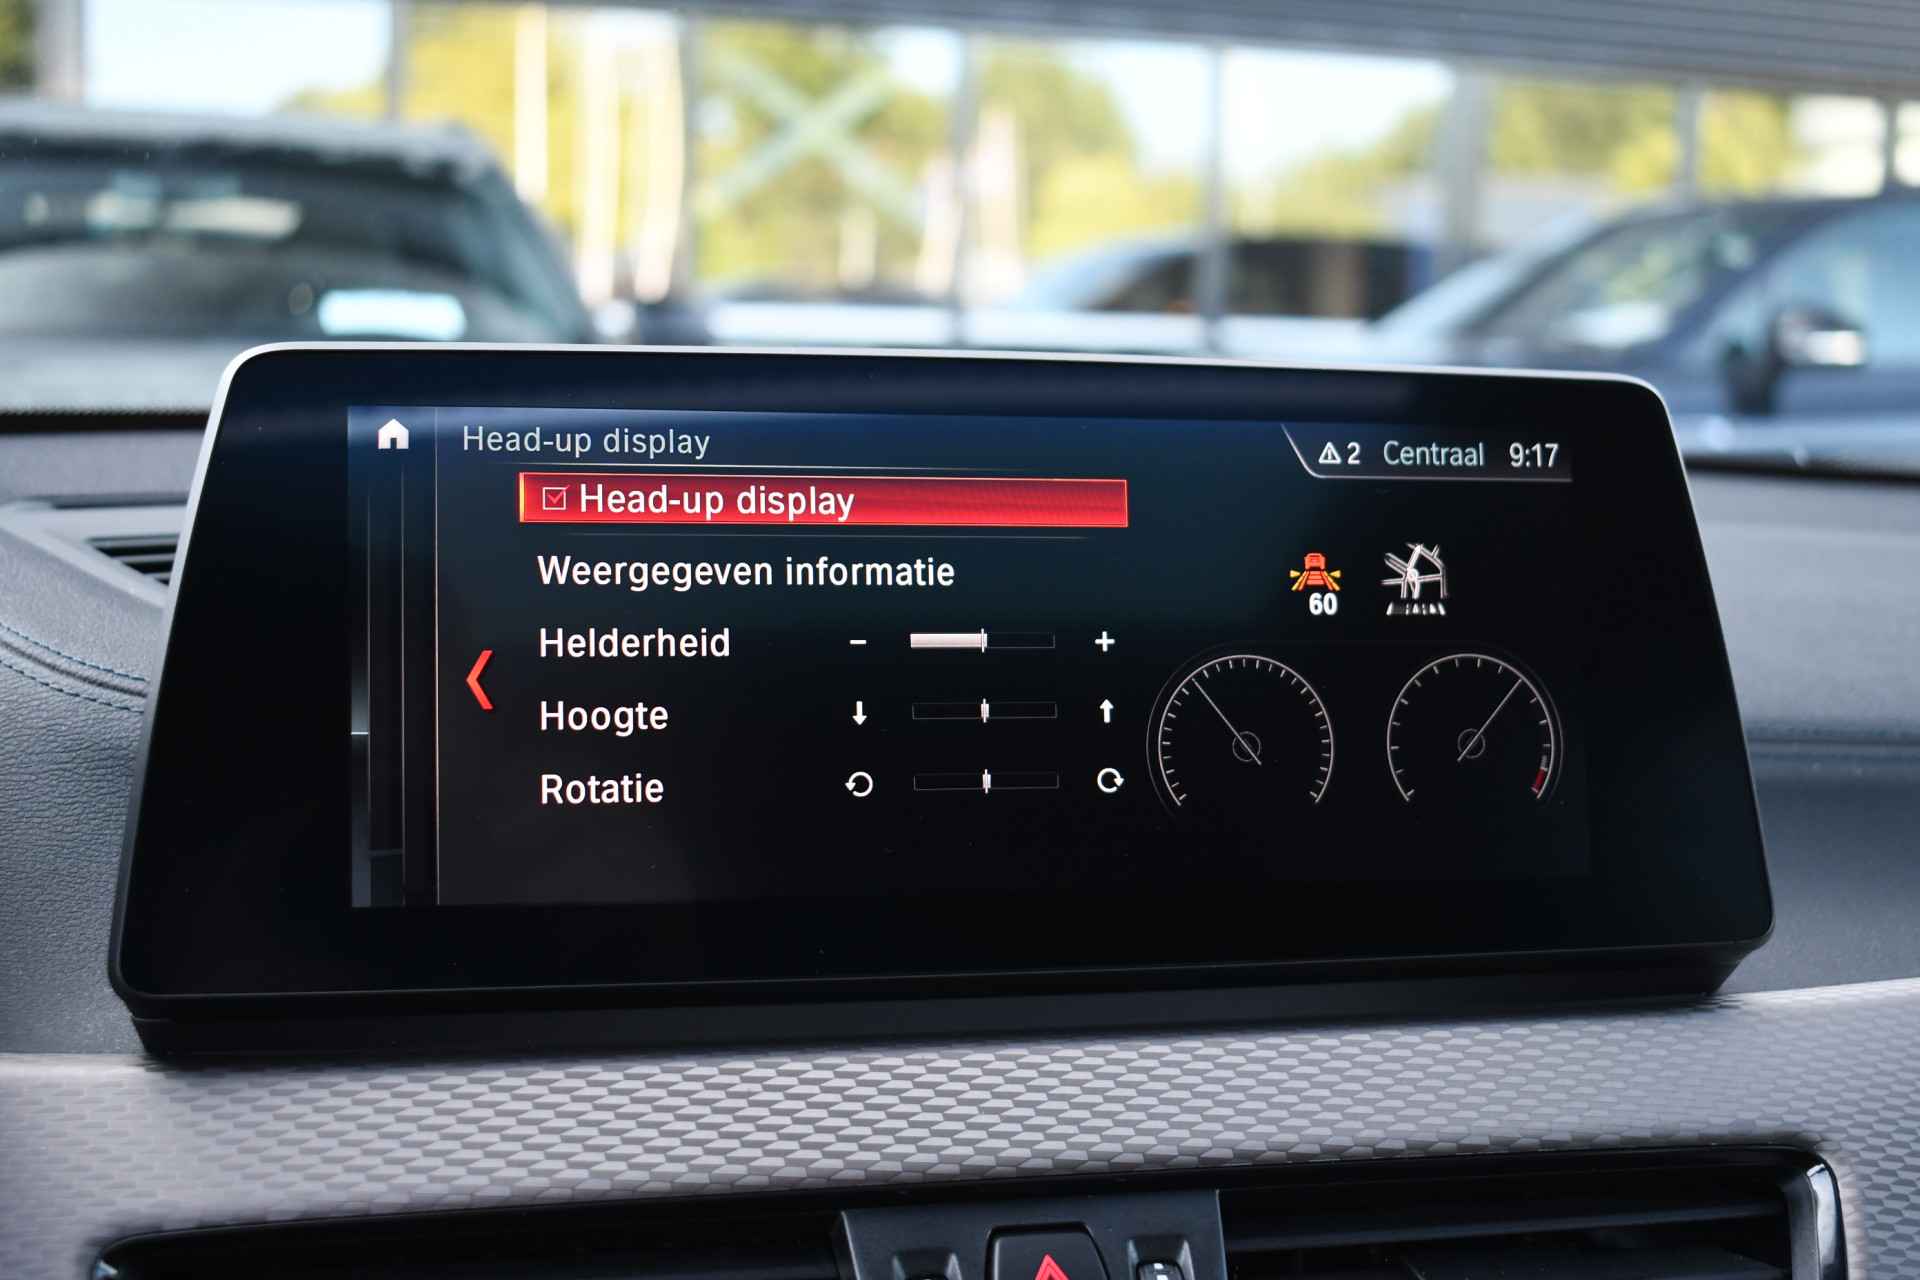 Head-up display
2 Centraal 9:17
Head-up display
Weergegeven informatie
Helderheid - +
Hoogte
Rotatie
60